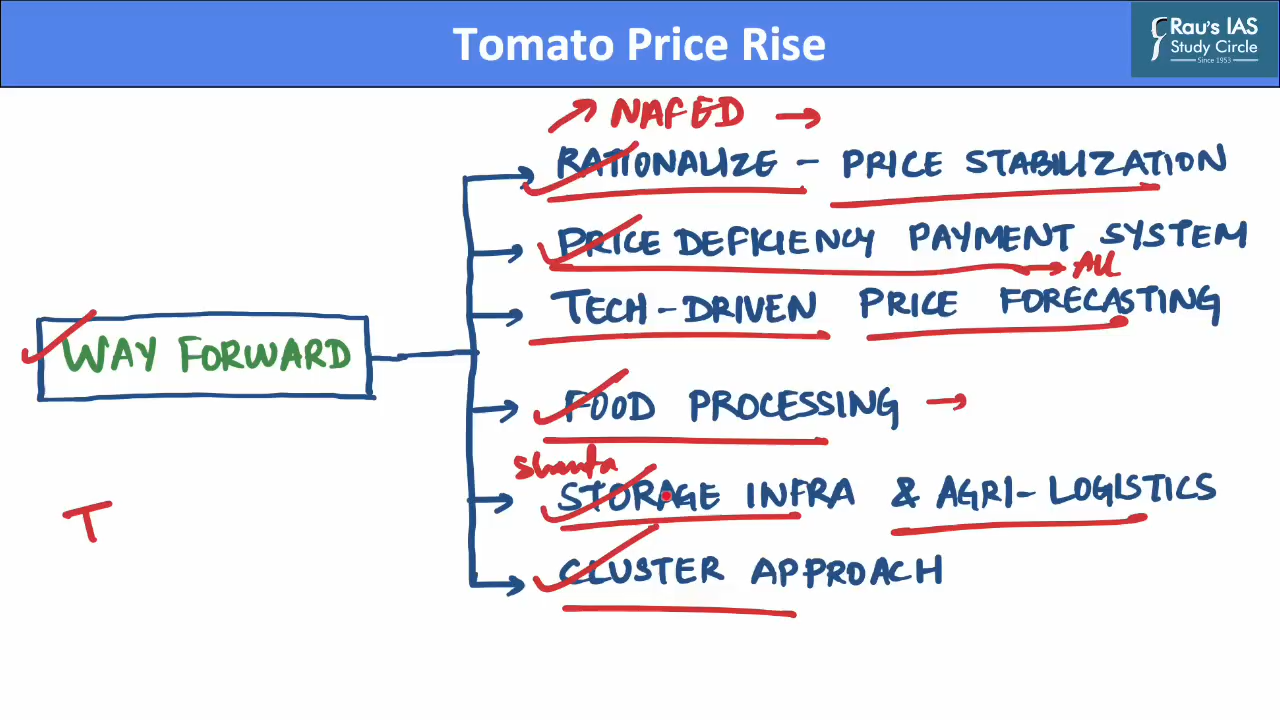 Tomato Price Rise
Rau's IAS
Study Circle
Since 1953
NAFED
RATIONALIZE - PRICE STABILIZATION
PRICE DEFICIENCY PAYMENT SYSTEM
All
TECH-DRIVEN PRICE FORECASTING
WAY FORWARD
FOOD PROCESSING
STORAGE INFRA & AGRI-LOGISTICS
T
CLUSTER APPROACH